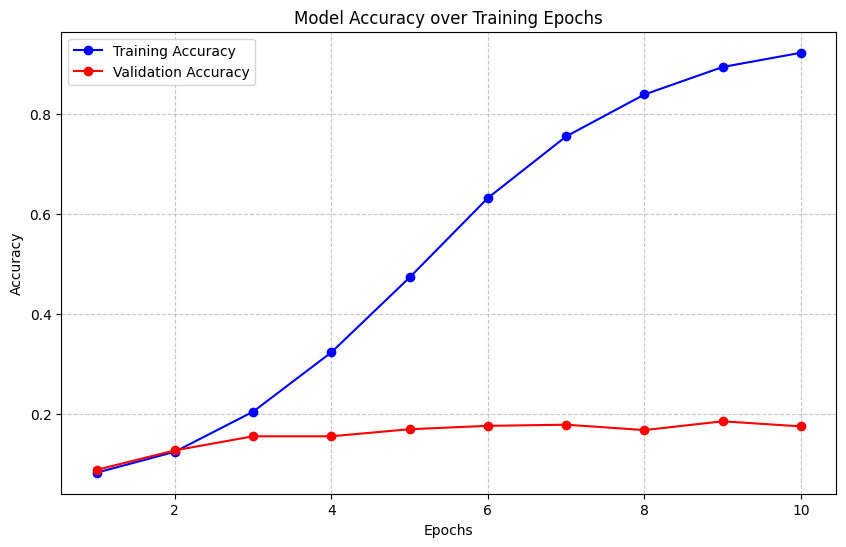 Model Accuracy over Training Epochs
Training Accuracy
Validation Accuracy
Accuracy
0.8
0.6
0.4
0.2
2 4 6 8 10
Epochs